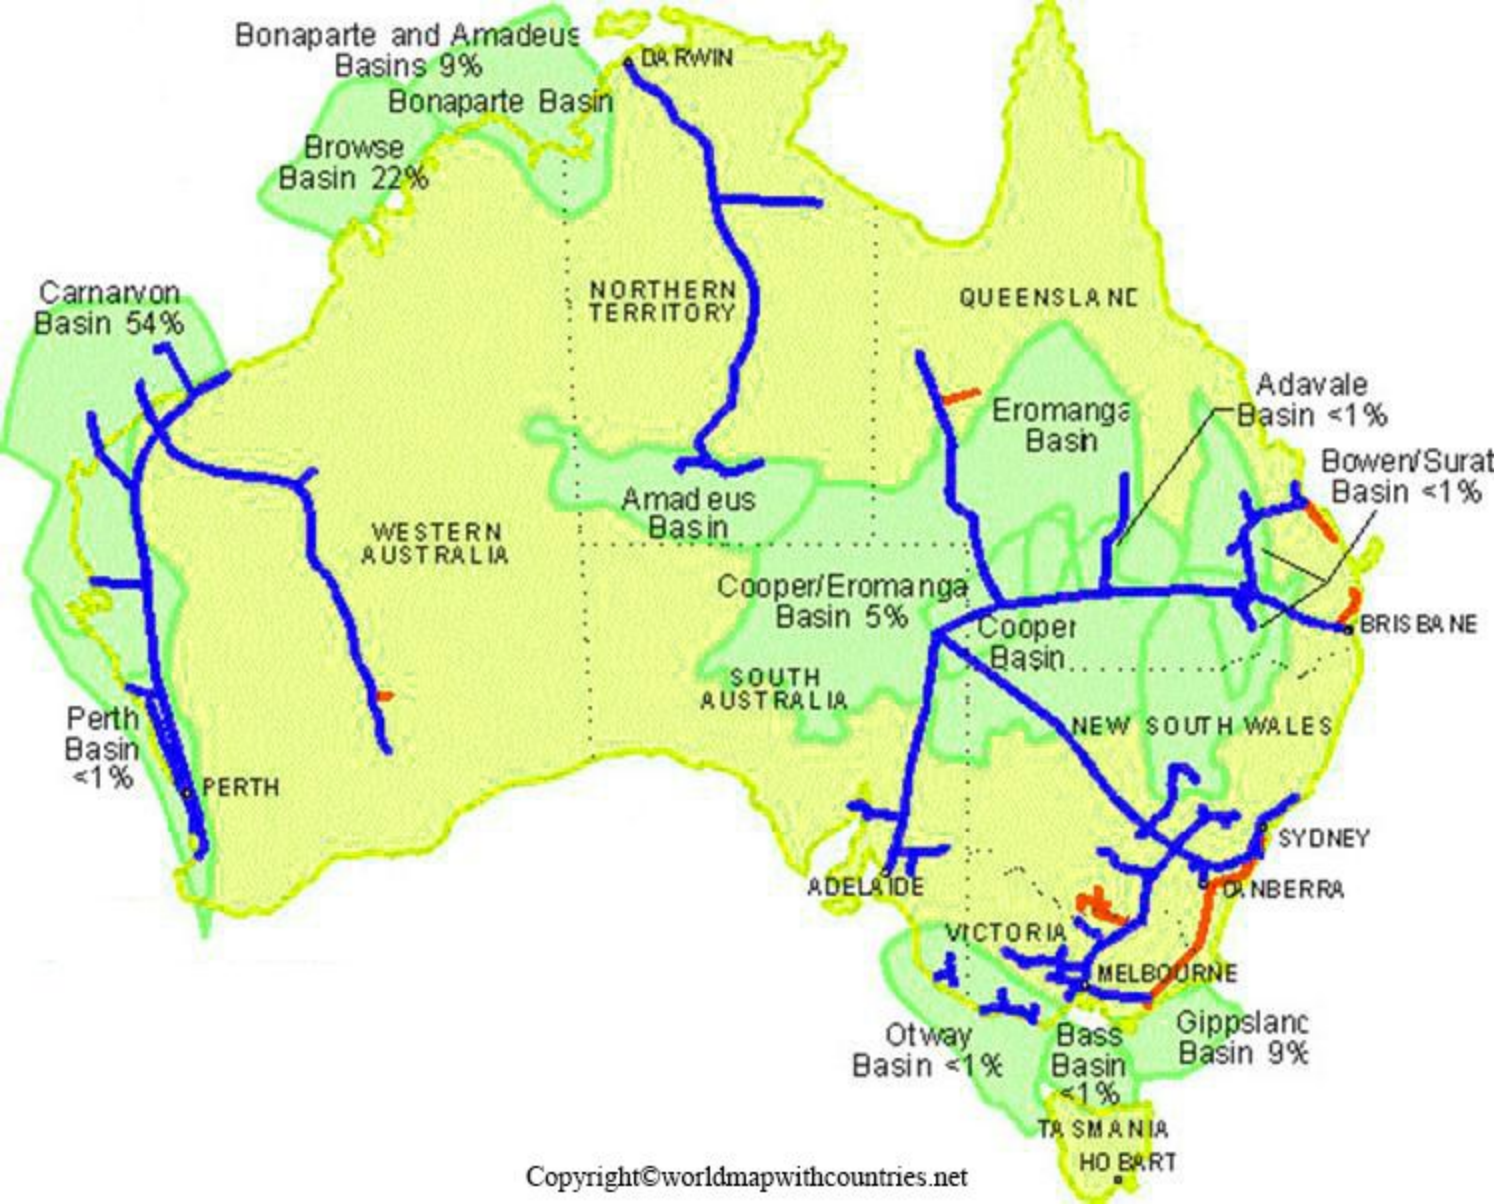 Bonaparte and Amadeus
Basins 9%
DARWIN
Bonaparte Basin
Browse
Basin 22%
Carnarvon
Basin 54%
NORTHERN
TERRITORY
QUEENSLAND
Adavale
Basin <1%
Eromanga
Basin
Bowen/Surat
Basin <1%
Amadeus
Basin
WESTERN
AUSTRALIA
Cooper/Eromanga
Basin 5%
Cooper
Basin
BRISBANE
SOUTH
AUSTRALIA
Perth
Basin
<1%
NEW SOUTH WALES
PERTH
SYDNEY
ADELAIDE
CANBERRA
VICTORIA
MELBOURNE
Otway
Basin <1%
Bass
Basin
<1%
Gippsland
Basin 9%
TASMANIA
HOBART
Copyright©worldmapwithcountries.net